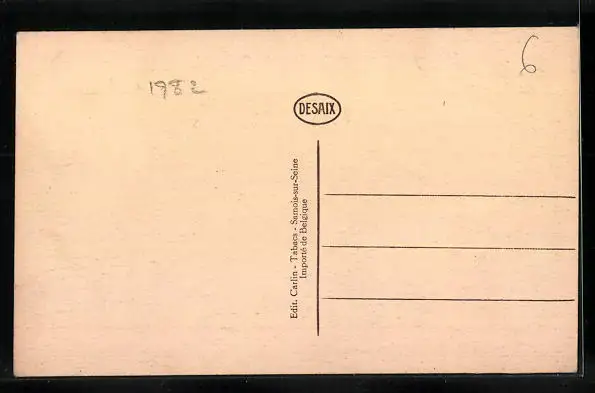 1982
6
DESAIX
Edit. Carlin - Tabacs - Samois-sur-Seine
Importé de Belgique